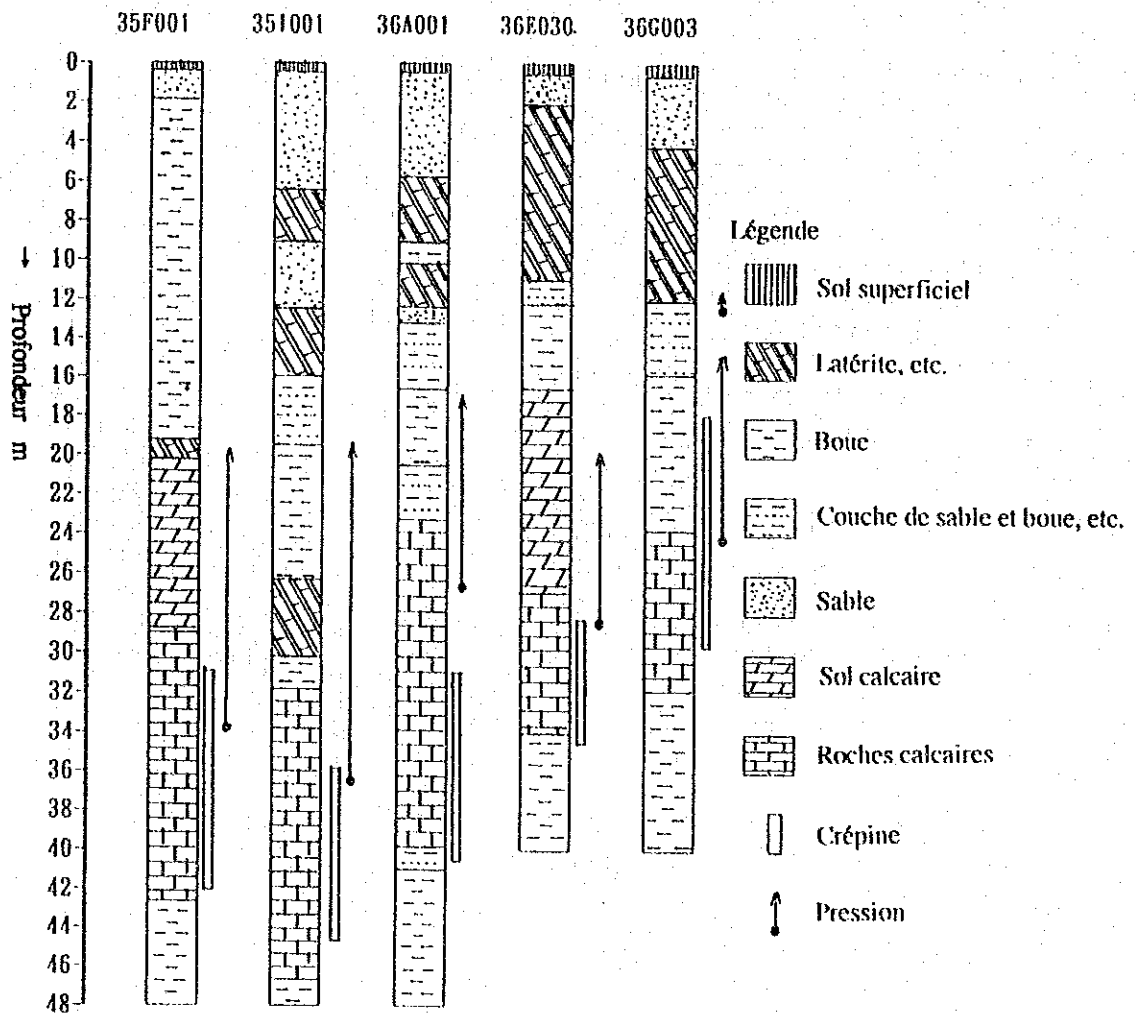 35F001 35I001 36A001 36E030 36G003
0
2
4
6
8
10
12
14
16
18
20
22
24
26
28
30
32
34
36
38
40
42
44
46
48
→ Profondeur m
Légende
Sol superficiel
Latérite, etc.
Boue
Couche de sable et boue, etc.
Sable
Sol calcaire
Roches calcaires
Crépine
Pression